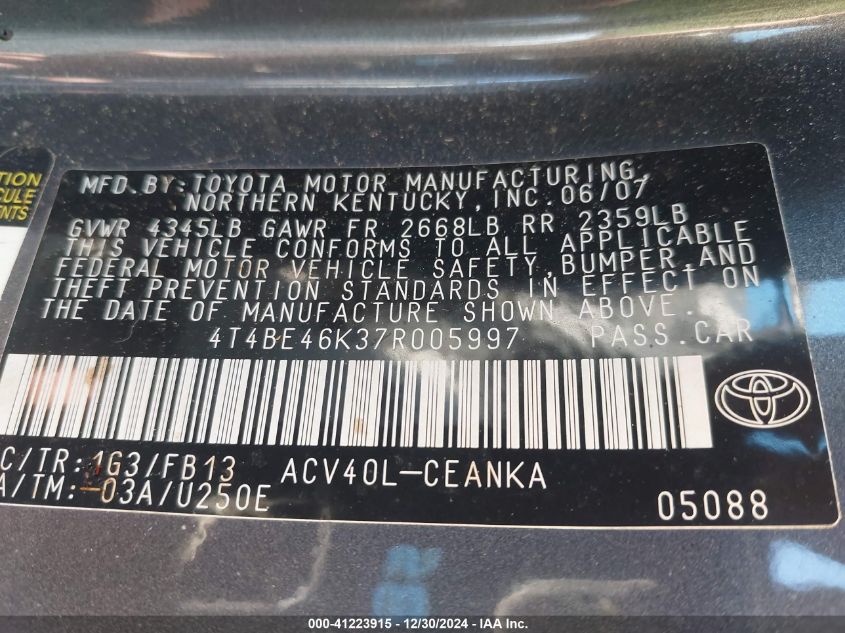 TION
ICULE
ENTS
MFD. BY: TOYOTA MOTOR MANUFACTURING,
NORTHERN KENTUCKY, INC. 06/07
GVWR 4345LB GAWR FR 2668LB RR 2359LB
THIS VEHICLE CONFORMS TO ALL APPLICABLE
FEDERAL MOTOR VEHICLE SAFETY, BUMPER, AND
THEFT PREVENTION STANDARDS IN EFFECT ON
THE DATE OF MANUFACTURE SHOWN ABOVE.
4T4BE46K37R005997 PASS. CAR
C/TR: 1G3/FB13 ACV40L-CEANKA
A/TM: -03A/U250E 05088
000-41223915 - 12/30/2024 - IAA Inc.